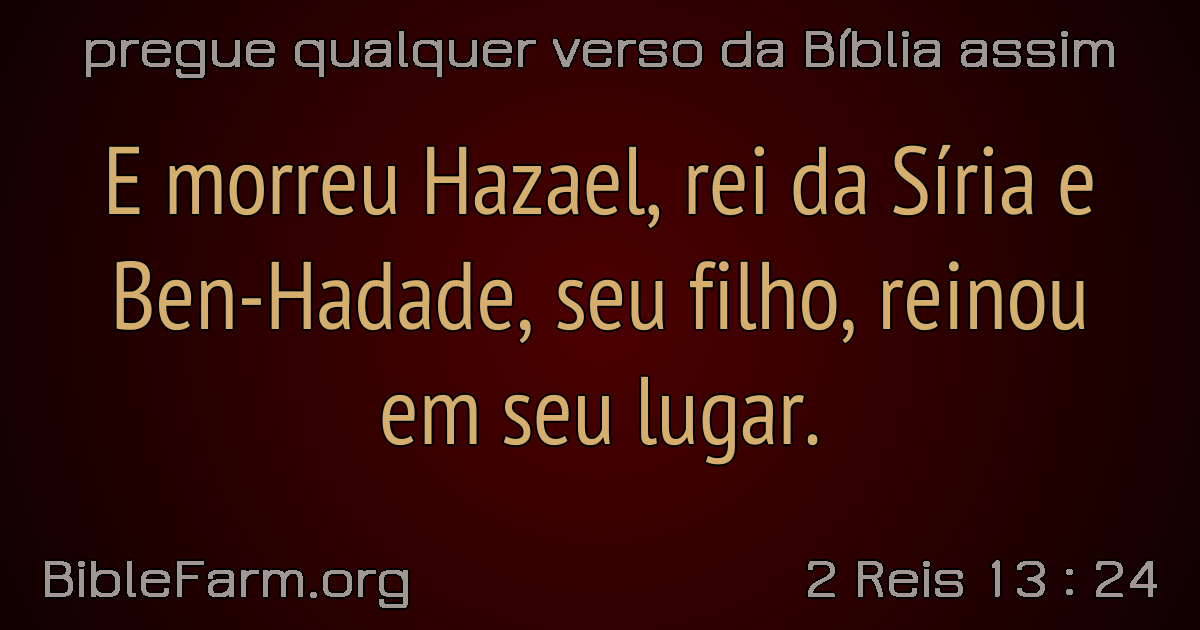 pregue qualquer verso da Bíblia assim
E morreu Hazael, rei da Síria e
Ben-Hadade, seu filho, reinou
em seu lugar.
BibleFarm.org
2 Reis 13 : 24